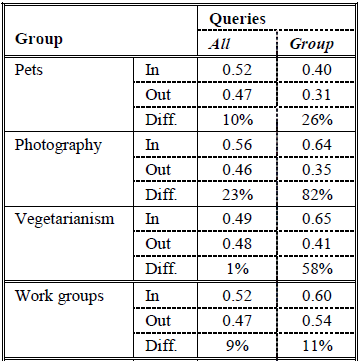 Group Queries
All Group
Pets In 0.52 0.40
Out 0.47 0.31
Diff. 10% 26%
Photography In 0.56 0.64
Out 0.46 0.35
Diff. 23% 82%
Vegetarianism In 0.49 0.65
Out 0.48 0.41
Diff. 1% 58%
Work groups In 0.52 0.60
Out 0.47 0.54
Diff. 9% 11%